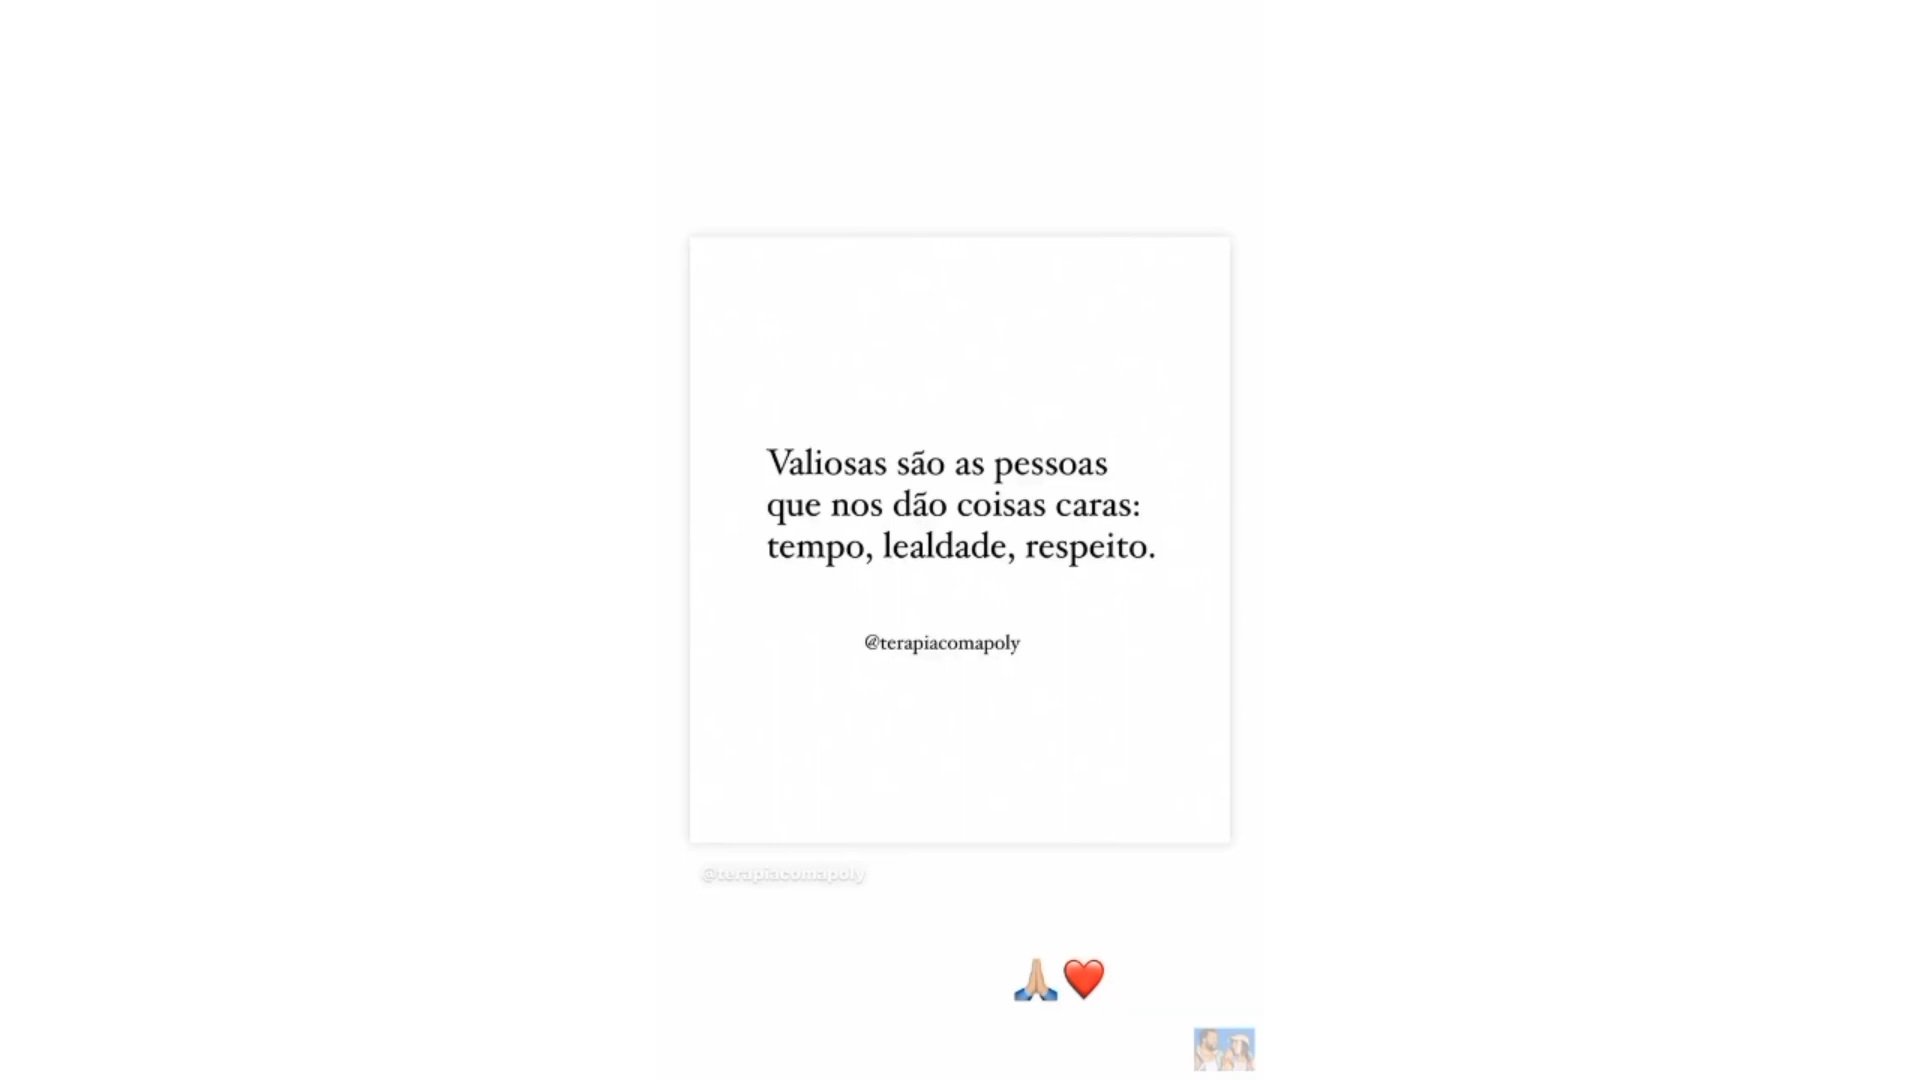 Valiosas são as pessoas
que nos dão coisas caras:
tempo, lealdade, respeito.
@terapiacomapoly
@terapiacomapoly